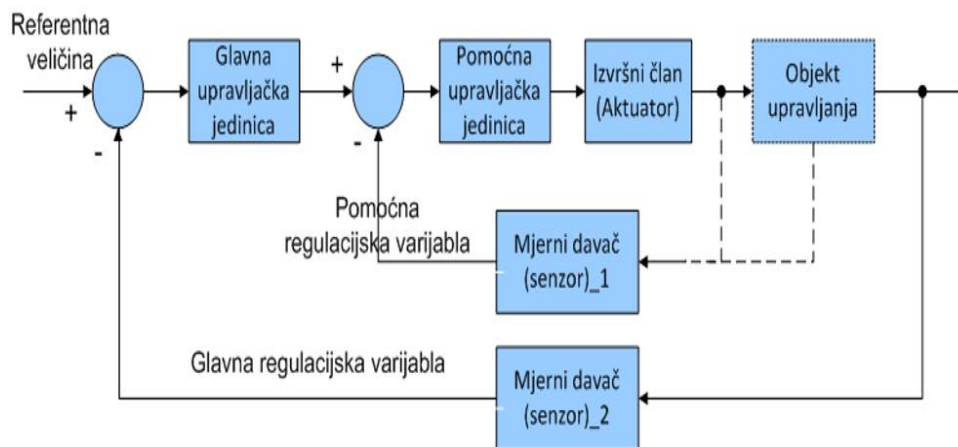 Referentna
veličina
+
-
Glavna
upravljačka
jedinica
+
-
Pomoćna
upravljačka
jedinica
Izvršni član
(Aktuator)
Objekt
upravljanja
Pomoćna
regulacijska varijabla
Mjerni davač
(senzor)_1
Glavna regulacijska varijabla
Mjerni davač
(senzor)_2